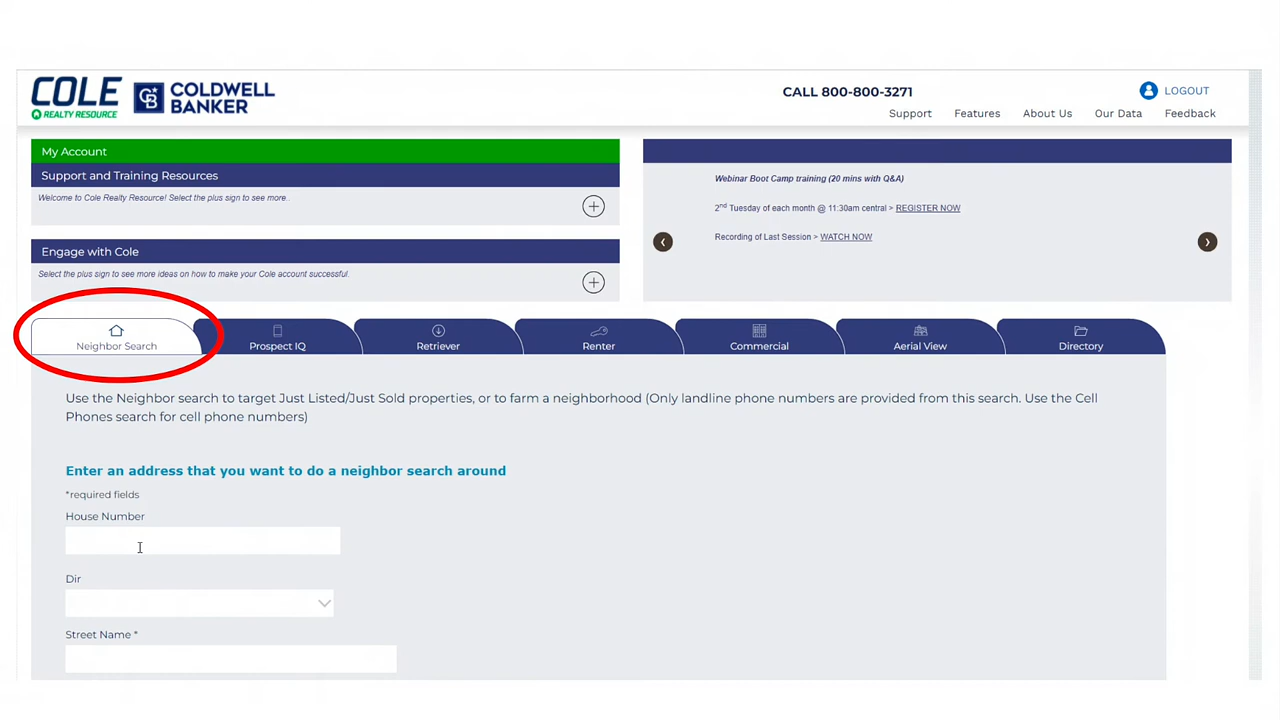 COLE
REALTY RESOURCE
CB
COLDWELL
BANKER
CALL 800-800-3271
LOGOUT
Support
Features
About Us
Our Data
Feedback
My Account
Support and Training Resources
Welcome to Cole Realty Resource! Select the plus sign to see more..
Engage with Cole
Select the plus sign to see more ideas on how to make your Cole account successful.
Webinar Boot Camp training (20 mins with Q&A)
2nd Tuesday of each month @ 11:30am central > REGISTER NOW
Recording of Last Session > WATCH NOW
Neighbor Search
Prospect IQ
Retriever
Renter
Commercial
Aerial View
Directory
Use the Neighbor search to target Just Listed/Just Sold properties, or to farm a neighborhood (Only landline phone numbers are provided from this search. Use the Cell
Phones search for cell phone numbers)
Enter an address that you want to do a neighbor search around
*required fields
House Number
Dir
Street Name *